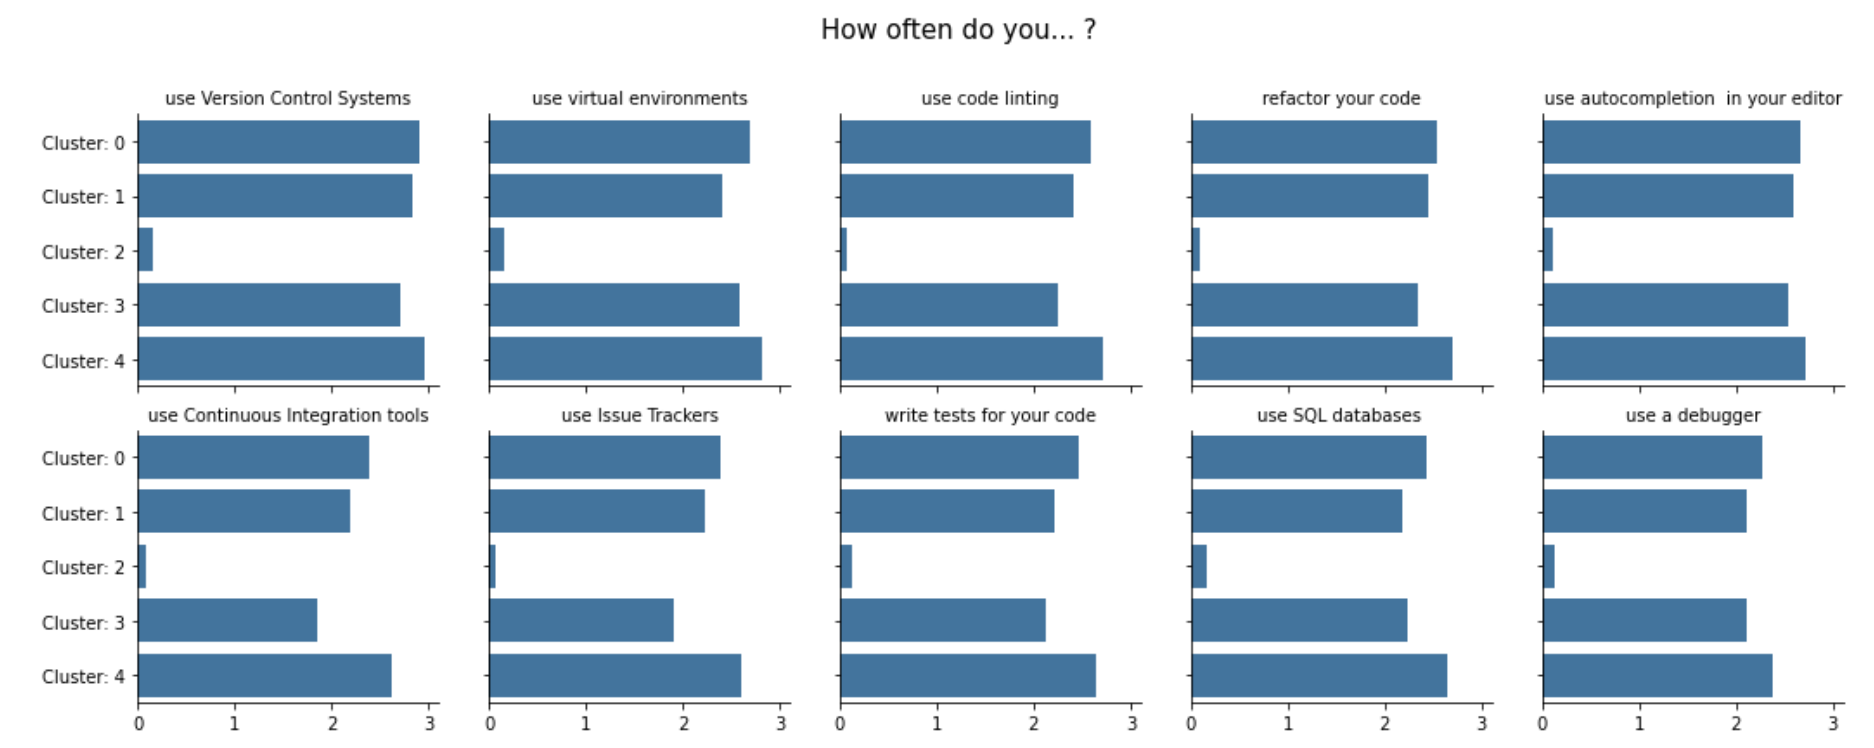 How often do you... ?
use Version Control Systems
use virtual environments
use code linting
refactor your code
use autocompletion  in your editor
Cluster: 0
Cluster: 1
Cluster: 2
Cluster: 3
Cluster: 4
use Continuous Integration tools
use Issue Trackers
write tests for your code
use SQL databases
use a debugger
Cluster: 0
Cluster: 1
Cluster: 2
Cluster: 3
Cluster: 4
0 1 2 3
0 1 2 3
0 1 2 3
0 1 2 3
0 1 2 3